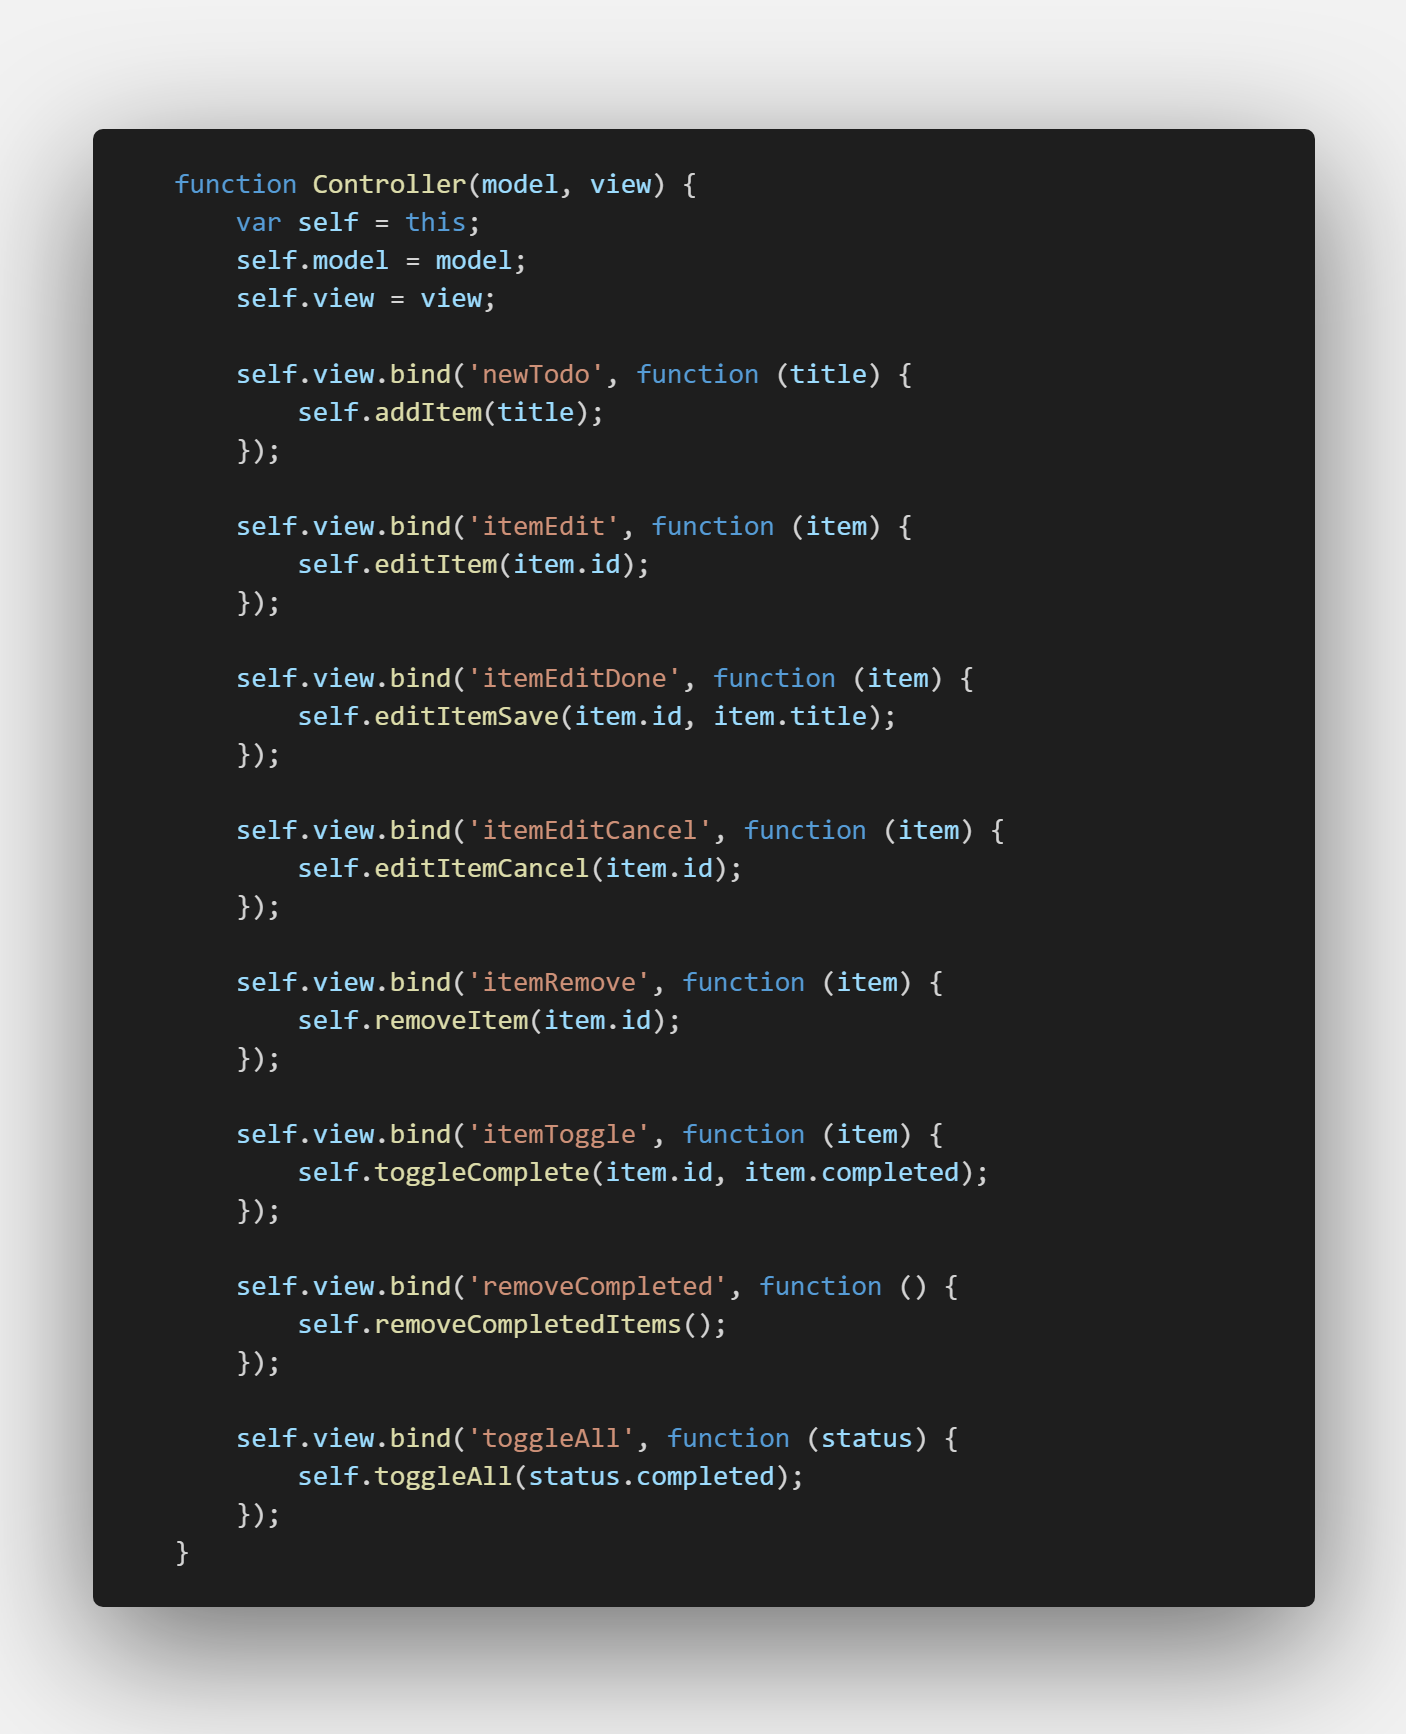 function Controller(model, view) {
    var self = this;
    self.model = model;
    self.view = view;

    self.view.bind('newTodo', function (title) {
        self.addItem(title);
    });

    self.view.bind('itemEdit', function (item) {
        self.editItem(item.id);
    });

    self.view.bind('itemEditDone', function (item) {
        self.editItemSave(item.id, item.title);
    });

    self.view.bind('itemEditCancel', function (item) {
        self.editItemCancel(item.id);
    });

    self.view.bind('itemRemove', function (item) {
        self.removeItem(item.id);
    });

    self.view.bind('itemToggle', function (item) {
        self.toggleComplete(item.id, item.completed);
    });

    self.view.bind('removeCompleted', function () {
        self.removeCompletedItems();
    });

    self.view.bind('toggleAll', function (status) {
        self.toggleAll(status.completed);
    });
}